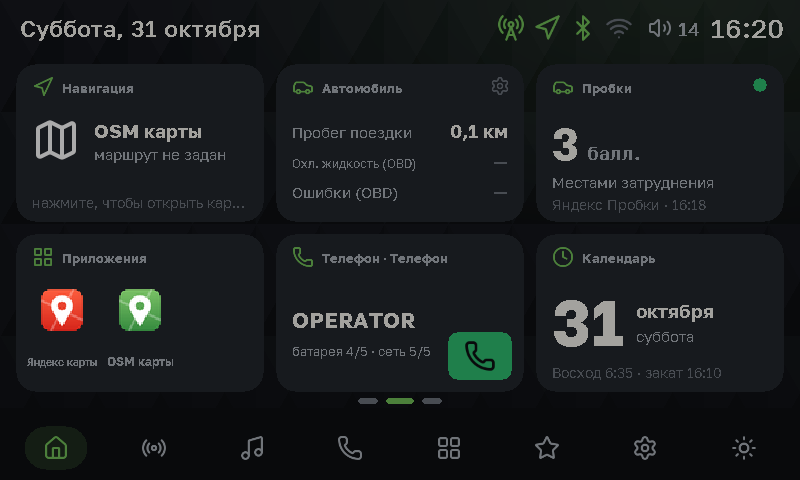 Суббота, 31 октября
14 16:20
Навигация
OSM карты
маршрут не задан
нажмите, чтобы открыть кар...
Автомобиль
Пробег поездки 0,1 км
Охл. жидкость (OBD) —
Ошибки (OBD) —
Пробки
3 балл.
Местами затруднения
Яндекс Пробки · 16:18
Приложения
Яндекс карты OSM карты
Телефон · Телефон
OPERATOR
батарея 4/5 · сеть 5/5
Календарь
31 октября
суббота
Восход 6:35 · закат 16:10